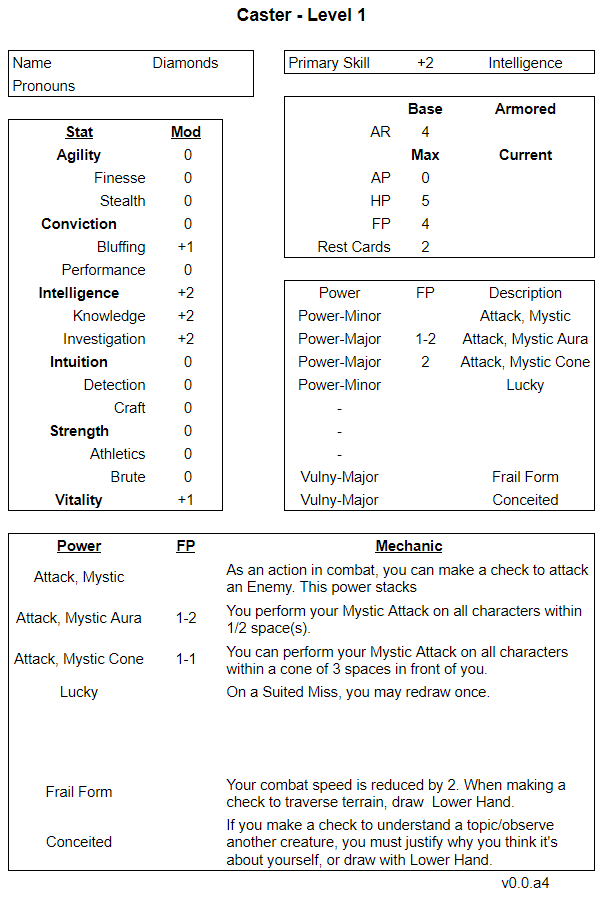 Caster - Level 1
Name Diamonds
Pronouns
Primary Skill +2 Intelligence
Stat Mod
Agility 0
Finesse 0
Stealth 0
Conviction 0
Bluffing +1
Performance 0
Intelligence +2
Knowledge +2
Investigation +2
Intuition 0
Detection 0
Craft 0
Strength 0
Athletics 0
Brute 0
Vitality +1
Base Armored
AR 4
Max Current
AP 0
HP 5
FP 4
Rest Cards 2
Power FP Description
Power-Minor Attack, Mystic
Power-Major 1-2 Attack, Mystic Aura
Power-Major 2 Attack, Mystic Cone
Power-Minor Lucky
-
-
-
Vulny-Major Frail Form
Vulny-Major Conceited
Power FP Mechanic
Attack, Mystic
As an action in combat, you can make a check to attack
an Enemy. This power stacks
Attack, Mystic Aura 1-2
You perform your Mystic Attack on all characters within
1/2 space(s).
Attack, Mystic Cone 1-1
You can perform your Mystic Attack on all characters
within a cone of 3 spaces in front of you.
Lucky On a Suited Miss, you may redraw once.
Frail Form
Your combat speed is reduced by 2. When making a
check to traverse terrain, draw Lower Hand.
Conceited
If you make a check to understand a topic/observe
another creature, you must justify why you think it's
about yourself, or draw with Lower Hand.
v0.0.a4